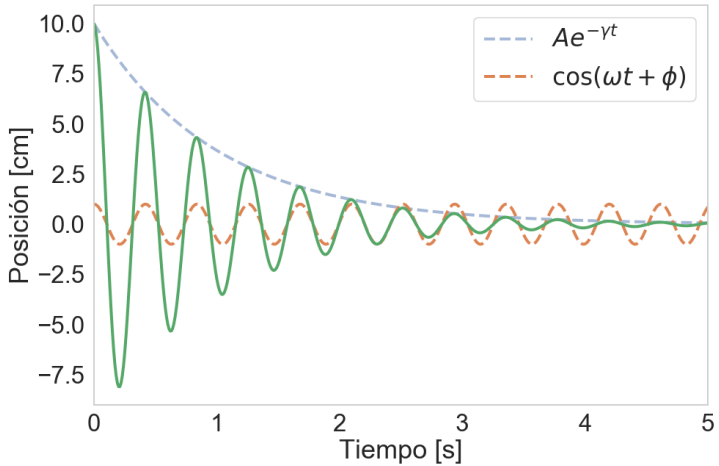 10.0
7.5
5.0
2.5
0.0
−2.5
−5.0
−7.5
Posición [cm]
Ae^{−γt}
cos(ωt + ϕ)
0 1 2 3 4 5
Tiempo [s]